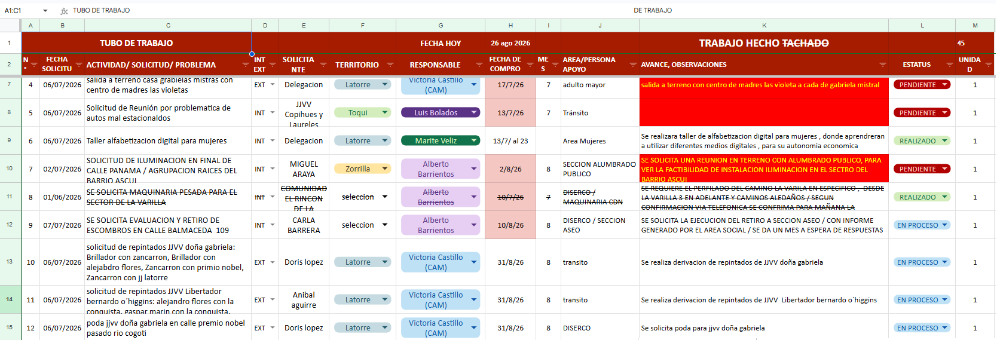 A1:C1 fx TUBO DE TRABAJO DE TRABAJO
A B C D E F G H I J K L M
1 TUBO DE TRABAJO FECHA HOY 26 ago 2026 TRABAJO HECHO TACHADO 45
2 N° FECHA SOLICITU ACTIVIDAD/ SOLICITUD/ PROBLEMA INT EXT SOLICITA NTE TERRITORIO RESPONSABLE FECHA DE COMPRO ME S AREA/PERSONA APOYO AVANCE, OBSERVACIONES ESTATUS UNIDA D
7 4 06/07/2026 salida a terreno casa grabielas mistras con centro de madres las violetas EXT Delegacion Latorre Victoria Castillo (CAM) 17/7/26 7 adulto mayor salida a terreno con centro de madres las violeta a cada de gabriela mistral PENDIENTE 1
8 5 06/07/2026 Solicitud de Reunión por problematica de autos mal estacionaldos INT JJVV Copihues y Laureles Toqui Luis Bolados 13/7/26 7 Tránsito PENDIENTE 1
9 6 06/07/2026 Taller alfabetizacion digital para mujeres INT Delegacion Latorre Marite Veliz 13/7/ al 23 Area Mujeres Se realizara taller de alfabetizacion digital para mujeres , donde aprendreran a utilizar diferentes medios digitales , para su autonomia economica REALIZADO 1
10 7 02/07/2026 SOLICITUD DE ILUMINACION EN FINAL DE CALLE PANAMA / AGRUPACION RAICES DEL BARRIO ASCUI INT MIGUEL ARAYA Zorrilla Alberto Barrientos 2/8/26 8 SECCION ALUMBRADO PUBLICO SE SOLICITA UNA REUNION EN TERRENO CON ALUMBRADO PUBLICO, PARA VER LA FACTIBILIDAD DE INSTALACION ILIMINACION EN EL SECTRO DEL BARRIO ASCUI PENDIENTE 1
11 8 01/06/2026 SE SOLICITA MAQUINARIA PESADA PARA EL SECTOR DE LA VARILLA INT COMUNIDAD EL RINCON DE LA seleccion Alberto Barrientos 10/7/26 7 DISERCO / MAQUINARIA CDN SE REQUIERE EL PERFILADO DEL CAMINO LA VARILA EN ESPECIFICO , DESDE LA VARILLA 3 EN ADELANTE Y CAMINOS ALEDAÑOS / SEGUN CONFIRMACION VIA TELEFONICA SE CONFRIMA PARA MAÑANA LA REALIZADO 1
12 9 07/07/2026 SE SOLICITA EVALUACION Y RETIRO DE ESCOMBROS EN CALLE BALMACEDA 109 INT CARLA BARRERA seleccion Alberto Barrientos 10/8/26 8 DISERCO / SECCION ASEO SE SOLICITA LA EJECUCION DEL RETIRO A SECCION ASEO / CON INFORME GENERADO POR EL AREA SOCIAL / SE DA UN MES A ESPERA DE RESPUESTAS EN PROCESO 1
13 10 06/07/2026 solicitud de repintados JJVV doña gabriela: Brillador con zancarron, Brillador con alejabdro flores, Zancarron con primio nobel, Zancarron con jj latorre EXT Doris lopez Latorre Victoria Castillo (CAM) 31/8/26 8 transito Se realiza derivacion de repintados de JJVV doña gabriela EN PROCESO 1
14 11 06/07/2026 solicitud de repintados JJVV Libertador bernardo o´higgins: alejandro flores con la conquista, gaspar marin con la conquista, EXT Anibal aguirre Latorre Victoria Castillo (CAM) 31/8/26 8 transito Se realiza derivacion de repintados de JJVV Libertador bernardo o´higgins EN PROCESO 1
15 12 06/07/2026 poda jjvv doña gabriela en calle premio nobel pasado rio cogoti EXT Doris lopez Latorre Victoria Castillo (CAM) 31/8/26 8 DISERCO Se solicita poda para jjvv doña gabriela EN PROCESO 1